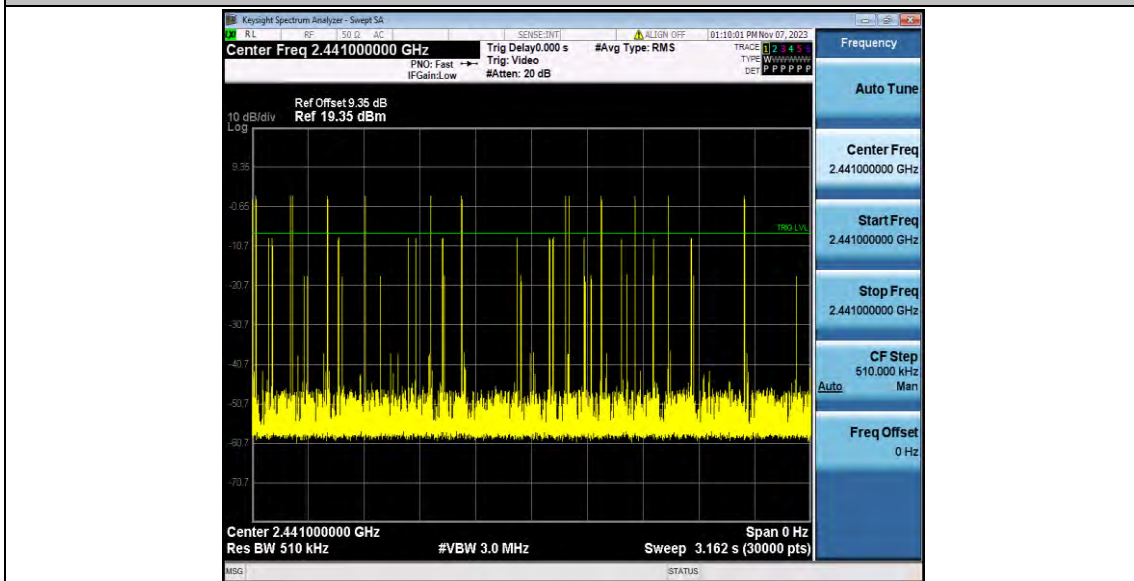 Keysight Spectrum Analyzer - Swept SA
RL RF 50 Ω AC SENSE:INT ALIGN OFF 01:10:01 PM Nov 07, 2023
Center Freq 2.441000000 GHz
PNO: Fast
IFGain:Low
Trig Delay0.000 s
Trig: Video
#Atten: 20 dB
#Avg Type: RMS
TRACE 1 2 3 4 5 6
TYPE WWWWWW
DET P P P P P P
Frequency
Auto Tune
Center Freq
2.441000000 GHz
Start Freq
2.441000000 GHz
Stop Freq
2.441000000 GHz
CF Step
510.000 kHz
Auto Man
Freq Offset
0 Hz
Ref Offset 9.35 dB
10 dB/div Ref 19.35 dBm
Log
9.35
-0.65
TRIG LVL
-10.7
-20.7
-30.7
-40.7
-50.7
-60.7
-70.7
Center 2.441000000 GHz Span 0 Hz
Res BW 510 kHz #VBW 3.0 MHz Sweep 3.162 s (30000 pts)
MSG STATUS